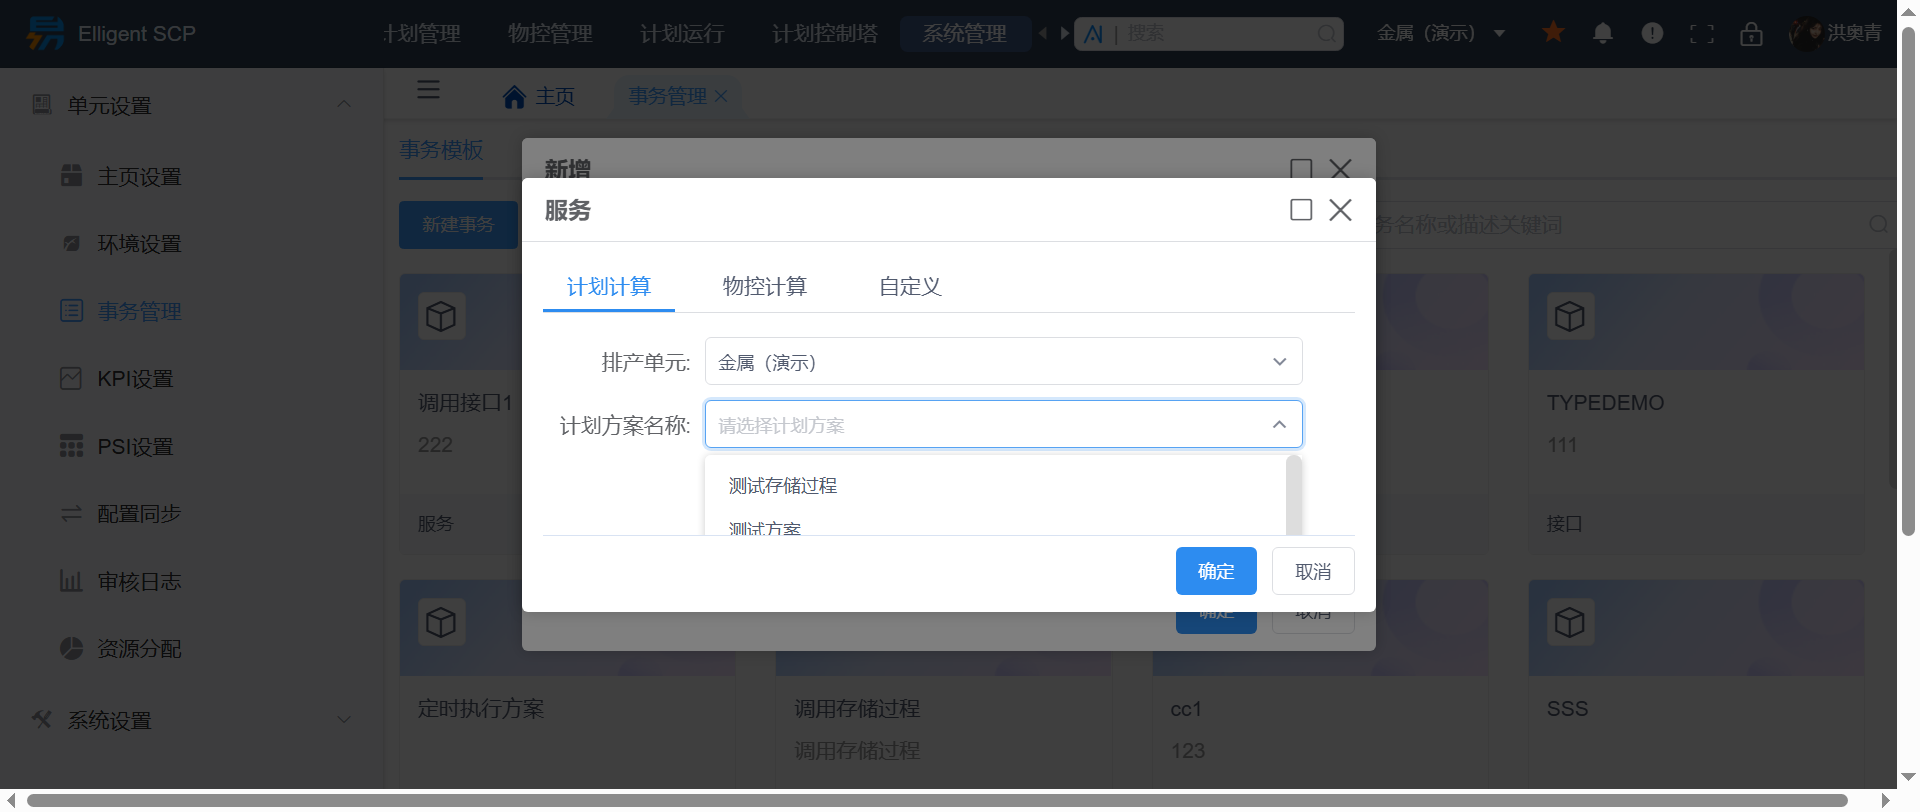 Elligent SCP
计划管理
物控管理
计划运行
计划控制塔
系统管理
AI | 搜索
金属（演示）
洪奥青
单元设置
主页设置
环境设置
事务管理
KPI设置
PSI设置
配置同步
审核日志
资源分配
系统设置
主页
事务管理
事务模板
新建事务
务名称或描述关键词
新增
服务
计划计算
物控计算
自定义
排产单元:
金属（演示）
计划方案名称:
请选择计划方案
测试存储过程
测试方案
确定
取消
确定
取消
调用接口1
222
服务
TYPEDEMO
111
接口
定时执行方案
调用存储过程
调用存储过程
cc1
123
SSS